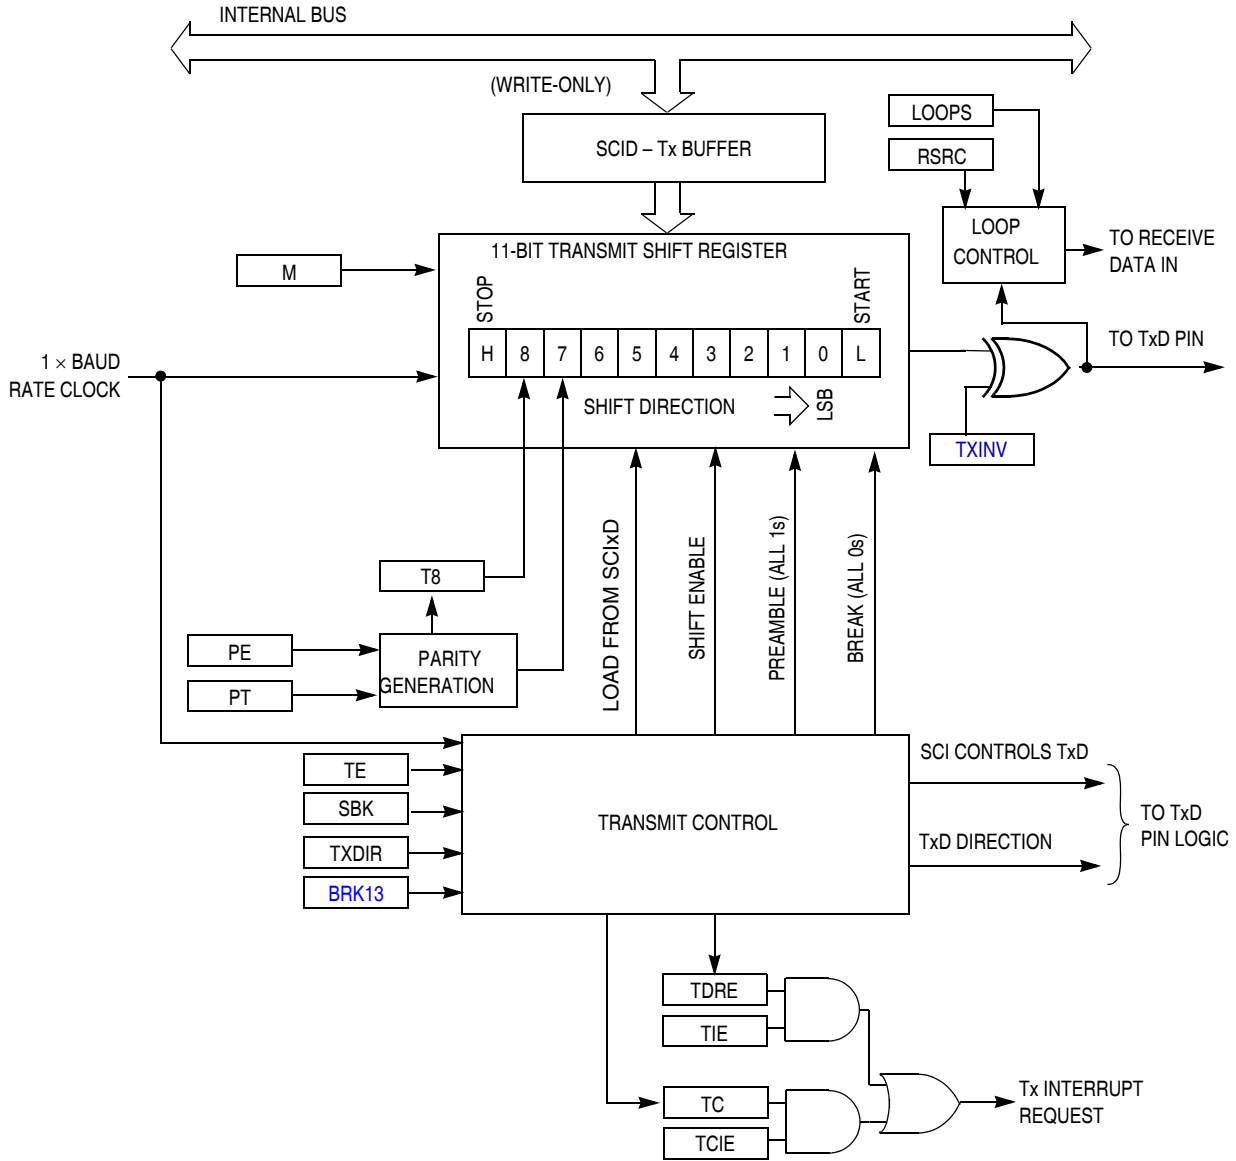 INTERNAL BUS
(WRITE-ONLY)
SCID – Tx BUFFER
LOOPS
RSRC
LOOP
CONTROL
TO RECEIVE
DATA IN
11-BIT TRANSMIT SHIFT REGISTER
M
STOP
START
H 8 7 6 5 4 3 2 1 0 L
1 × BAUD
RATE CLOCK
SHIFT DIRECTION
LSB
TO TxD PIN
TXINV
LOAD FROM SCIxD
SHIFT ENABLE
PREAMBLE (ALL 1s)
BREAK (ALL 0s)
T8
PE
PT
PARITY
GENERATION
TE
SBK
TXDIR
BRK13
TRANSMIT CONTROL
SCI CONTROLS TxD
TxD DIRECTION
TO TxD
PIN LOGIC
TDRE
TIE
TC
TCIE
Tx INTERRUPT
REQUEST